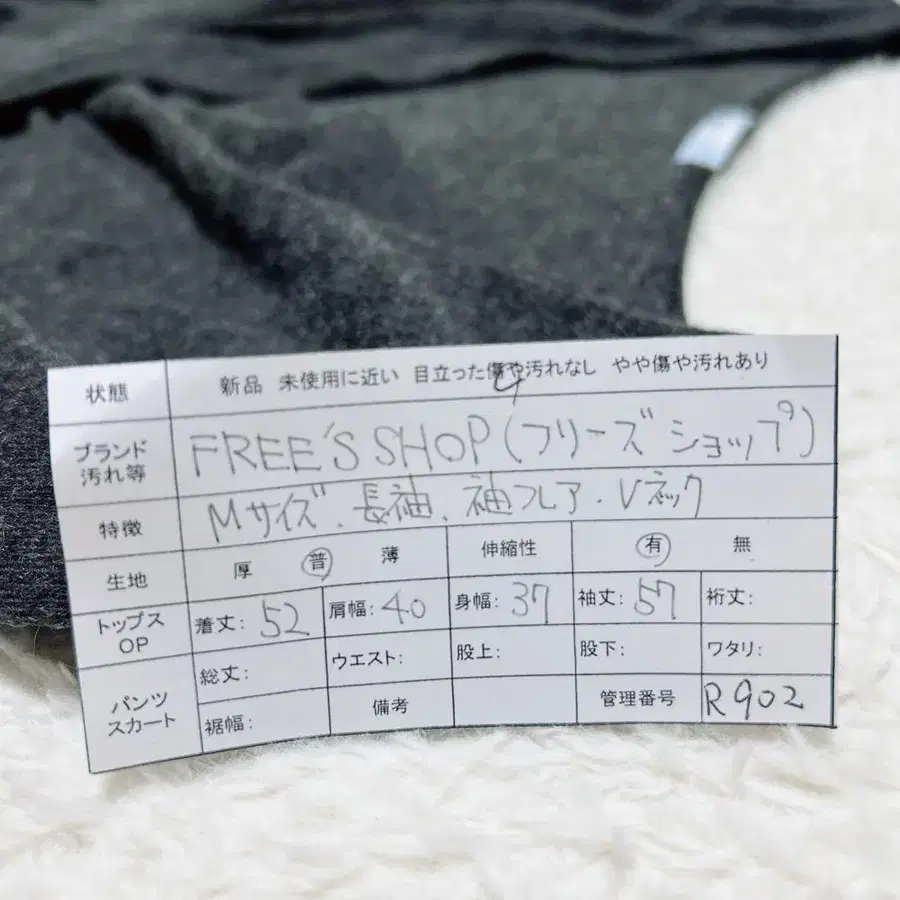 状態 新品 未使用に近い 目立った傷や汚れなし やや傷や汚れあり
ブランド 汚れ等 FREE'S SHOP(フリーズ ショップ)
特徴 Mサイズ、長袖、袖フレア・Vネック
生地 厚 普 薄 伸縮性 有 無
トップス OP 着丈: 52 肩幅: 40 身幅: 37 袖丈: 57 裄丈:
パンツ スカート 総丈: ウエスト: 股上: 股下: ワタリ:
裾幅: 備考 管理番号 R902